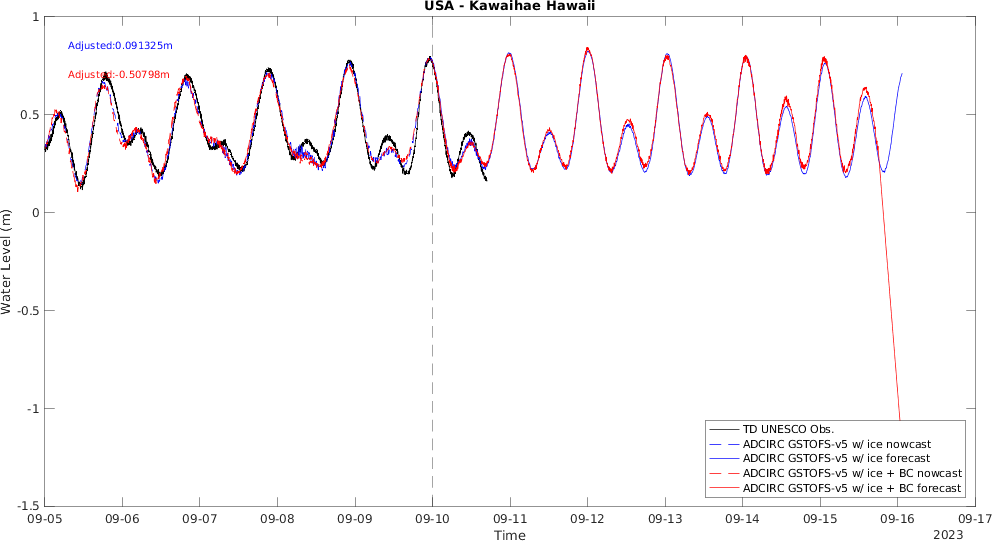 USA - Kawaihae Hawaii
Adjusted:0.091325m
Adjusted:-0.50798m
Water Level (m)
1
0.5
0
-0.5
-1
-1.5
TD UNESCO Obs.
ADCIRC GSTOFS-v5 w/ ice nowcast
ADCIRC GSTOFS-v5 w/ ice forecast
ADCIRC GSTOFS-v5 w/ ice + BC nowcast
ADCIRC GSTOFS-v5 w/ ice + BC forecast
09-05 09-06 09-07 09-08 09-09 09-10 09-11 09-12 09-13 09-14 09-15 09-16 09-17
Time
2023